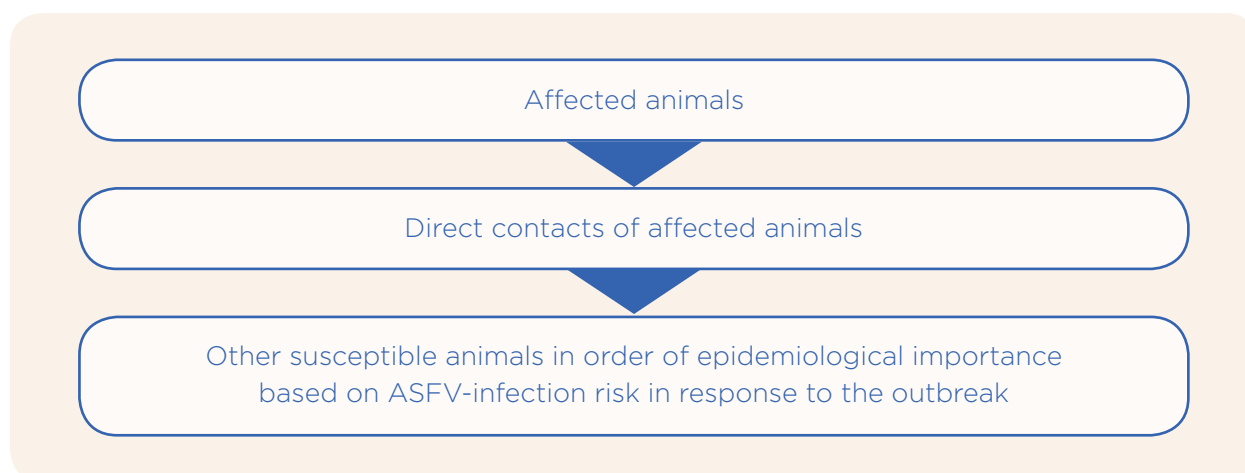 Affected animals
Direct contacts of affected animals
Other susceptible animals in order of epidemiological importance
based on ASFV-infection risk in response to the outbreak